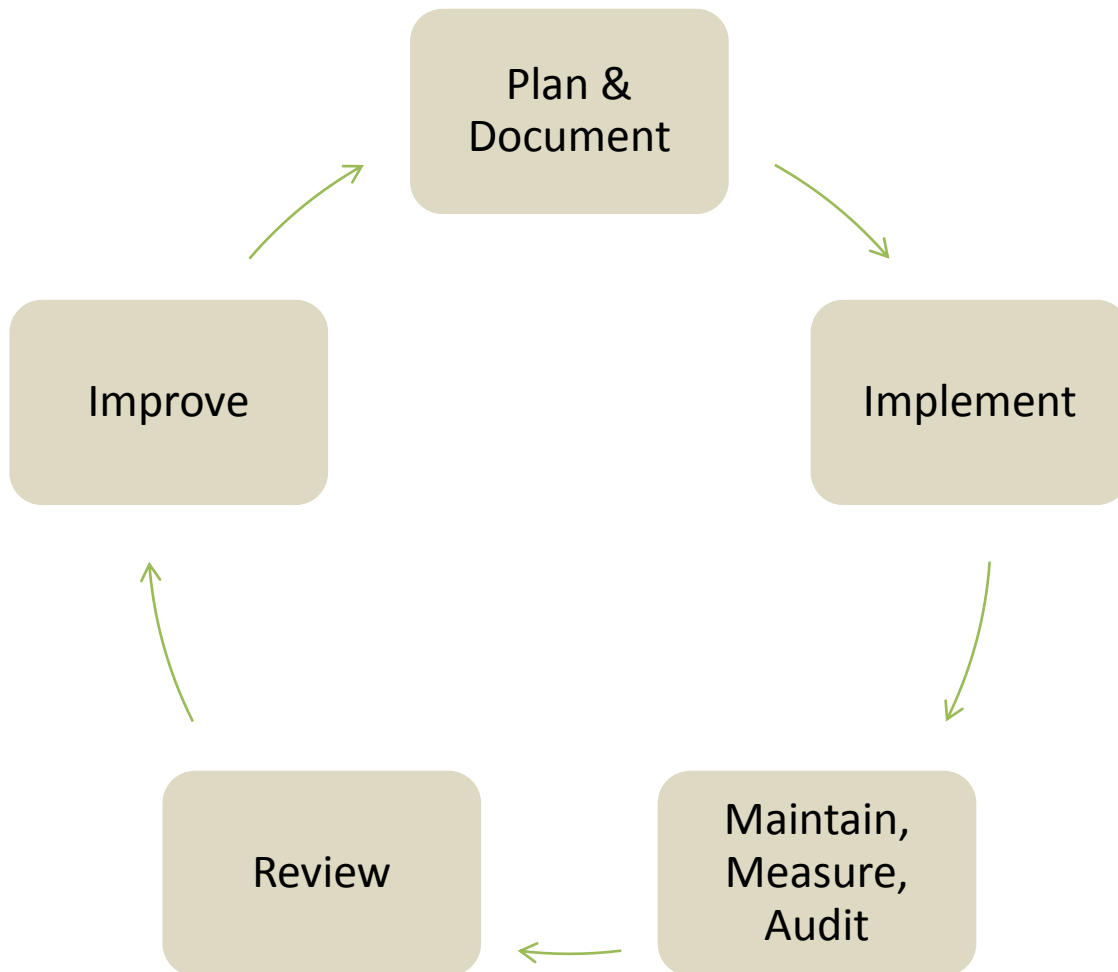 Plan &
Document
Improve
Implement
Review
Maintain,
Measure,
Audit